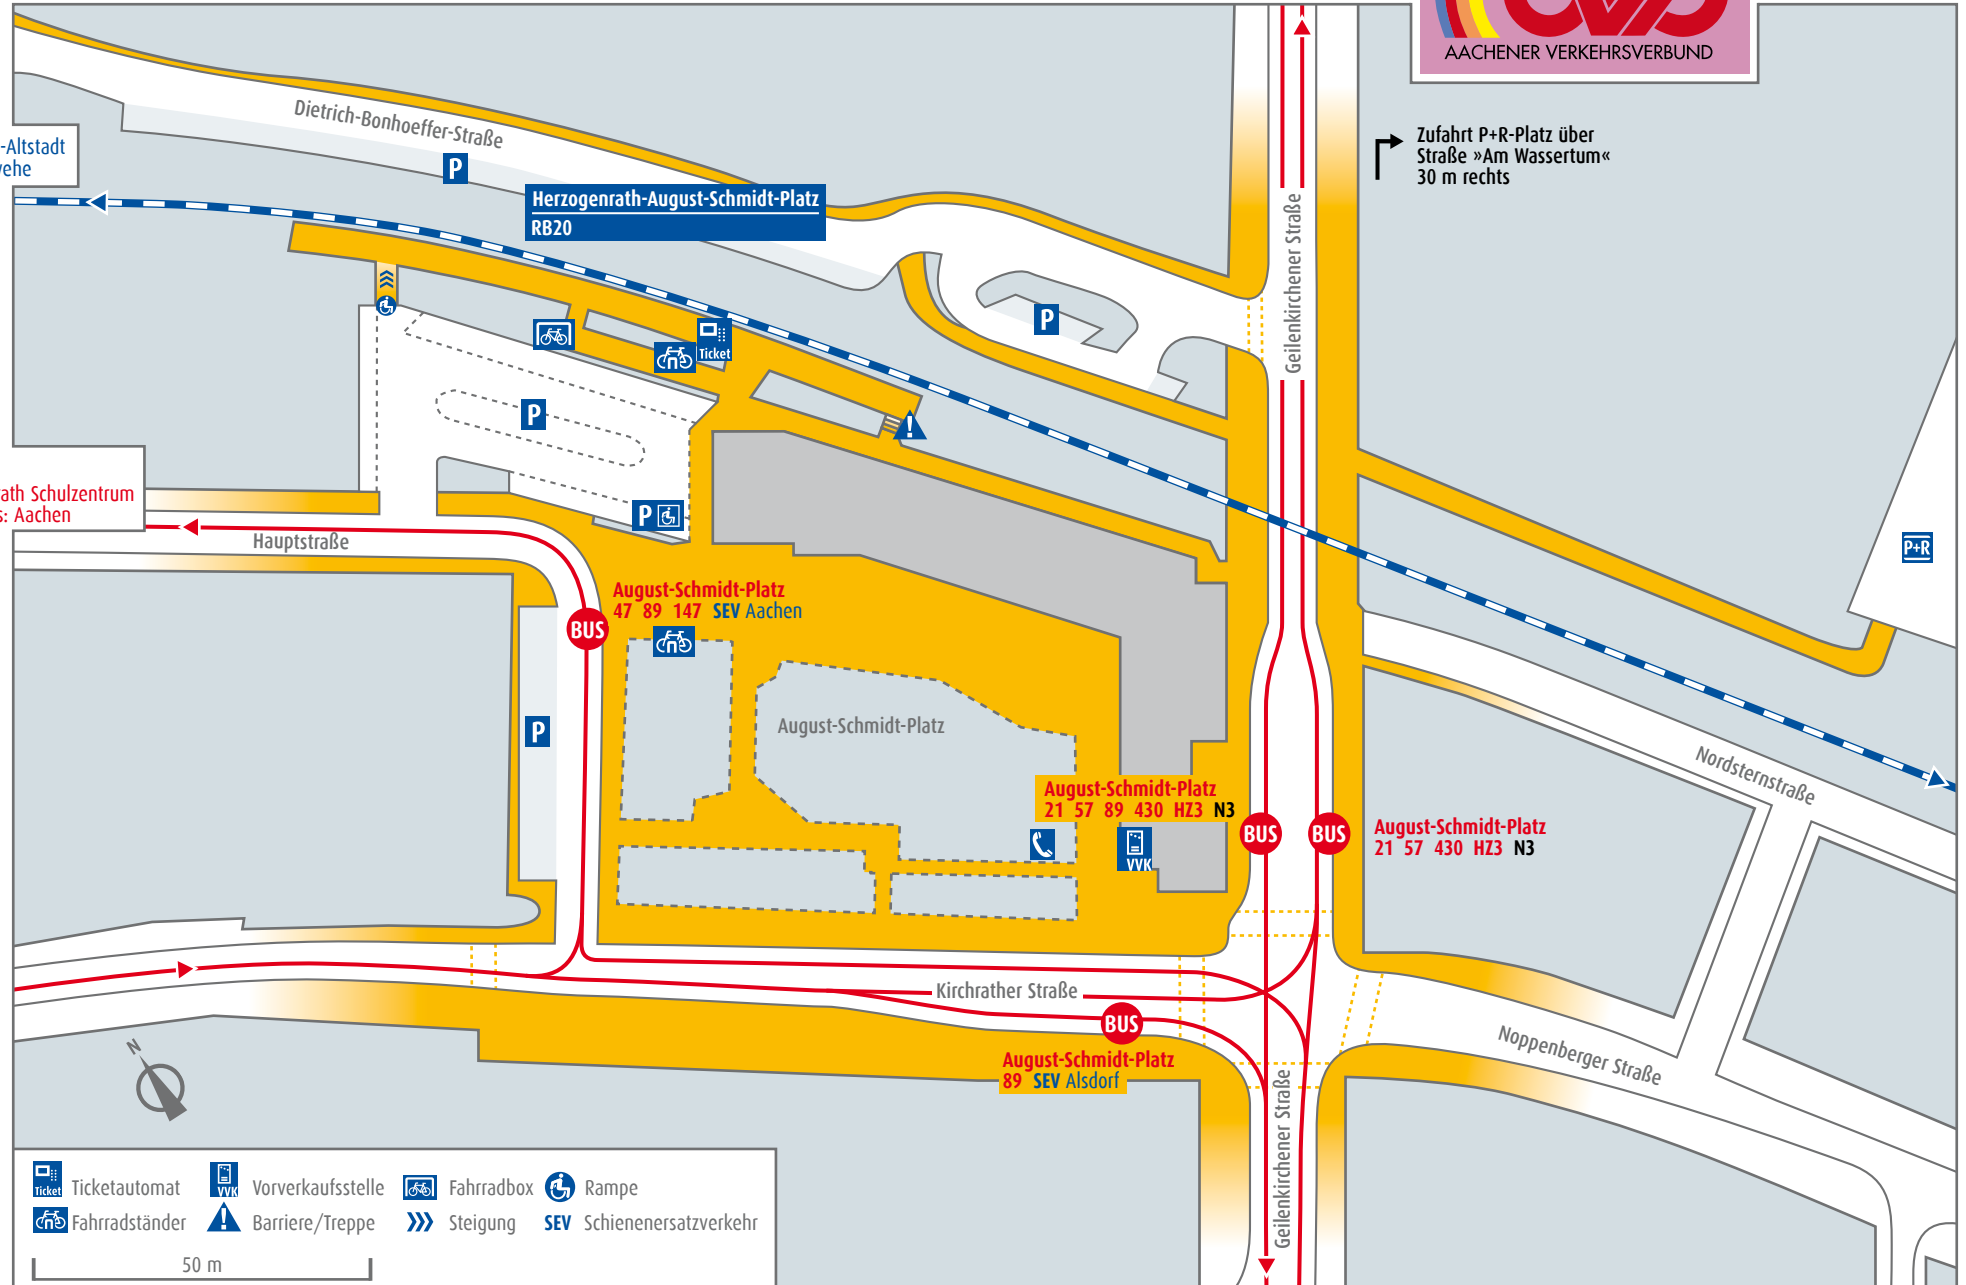 AACHENER VERKEHRSVERBUND
Dietrich-Bonhoeffer-Straße
P
-Altstadt
Zufahrt P+R-Platz über
Straße »Am Wassertum«
30 m rechts
Herzogenrath-August-Schmidt-Platz
RB20
Geilenkirchener Straße
P
Ticket
P
P
Schulzentrum
: Aachen
Hauptstraße
P+R
August-Schmidt-Platz
47 89 147 SEV Aachen
BUS
P
August-Schmidt-Platz
August-Schmidt-Platz
21 57 89 430 HZ3 N3
BUS
VVK
BUS
August-Schmidt-Platz
21 57 430 HZ3 N3
Nordsternstraße
Kirchrather Straße
BUS
August-Schmidt-Platz
89 SEV Alsdorf
Noppenberger Straße
Geilenkirchener Straße
N
Ticket Ticketautomat
VVK Vorverkaufsstelle
Fahrradbox
Rampe
Fahrradständer
Barriere/Treppe
Steigung
SEV Schienenersatzverkehr
50 m